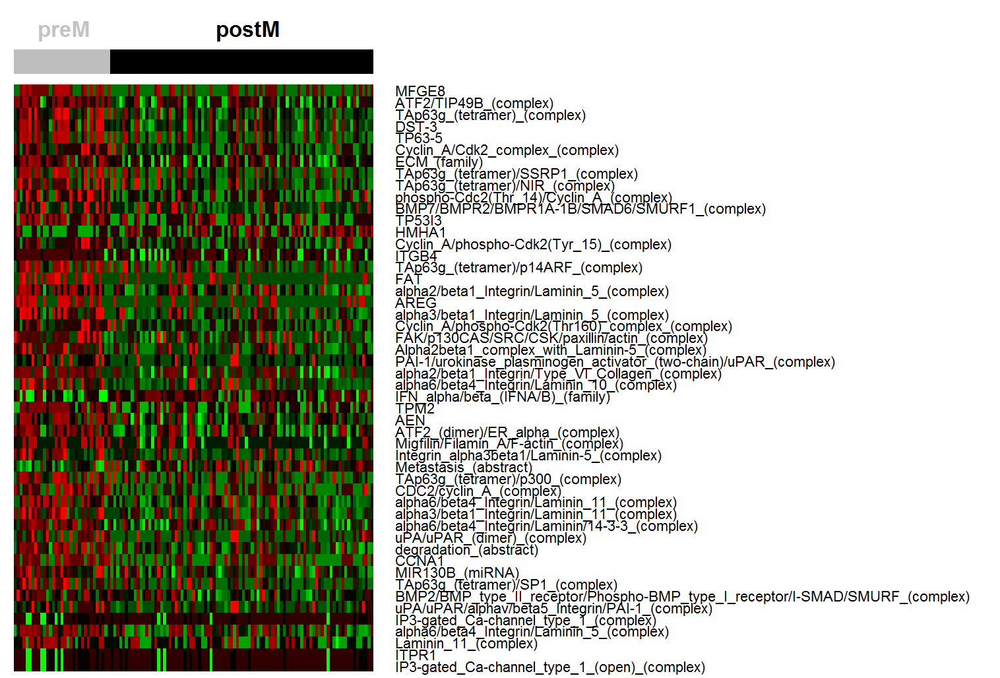 preM postM
MFGE8
ATF2/TIP49B_(complex)
TAp63g_(tetramer)_(complex)
DST-3
TP63-5
Cyclin_A/Cdk2_complex_(complex)
ECM_(family)
TAp63g_(tetramer)/SSRP1_(complex)
TAp63g_(tetramer)/NIR_(complex)
phospho-Cdc2(Thr_14)/Cyclin_A_(complex)
BMP7/BMPR2/BMPR1A-1B/SMAD6/SMURF1_(complex)
TP53I3
HMHA1
Cyclin_A/phospho-Cdk2(Tyr_15)_(complex)
ITGB4
TAp63g_(tetramer)/p14ARF_(complex)
FAT
alpha2/beta1_Integrin/Laminin_5_(complex)
AREG
alpha3/beta1_Integrin/Laminin_5_(complex)
Cyclin_A/phospho-Cdk2(Thr160)_complex_(complex)
FAK/p130CAS/SRC/CSK/paxillin/actin_(complex)
Alpha2beta1_complex_with_Laminin-5_(complex)
PAI-1/urokinase_plasminogen_activator_(two-chain)/uPAR_(complex)
alpha2/beta1_Integrin/Type_VI_Collagen_(complex)
alpha6/beta4_Integrin/Laminin_10_(complex)
IFN_alpha/beta_(IFNA/B)_(family)
TPM2
AEN
ATF2_(dimer)/ER_alpha_(complex)
Migfilin/Filamin_A/F-actin_(complex)
Integrin_alpha3beta1/Laminin-5_(complex)
Metastasis_(abstract)
TAp63g_(tetramer)/p300_(complex)
CDC2/cyclin_A_(complex)
alpha6/beta4_Integrin/Laminin_11_(complex)
alpha3/beta1_Integrin/Laminin_11_(complex)
alpha6/beta4_Integrin/Laminin/14-3-3_(complex)
uPA/uPAR_(dimer)_(complex)
degradation_(abstract)
CCNA1
MIR130B_(miRNA)
TAp63g_(tetramer)/SP1_(complex)
BMP2/BMP_type_II_receptor/Phospho-BMP_type_I_receptor/I-SMAD/SMURF_(complex)
uPA/uPAR/alphav/beta5_Integrin/PAI-1_(complex)
IP3-gated_Ca-channel_type_1_(complex)
alpha6/beta4_Integrin/Laminin_5_(complex)
Laminin_11_(complex)
ITPR1
IP3-gated_Ca-channel_type_1_(open)_(complex)